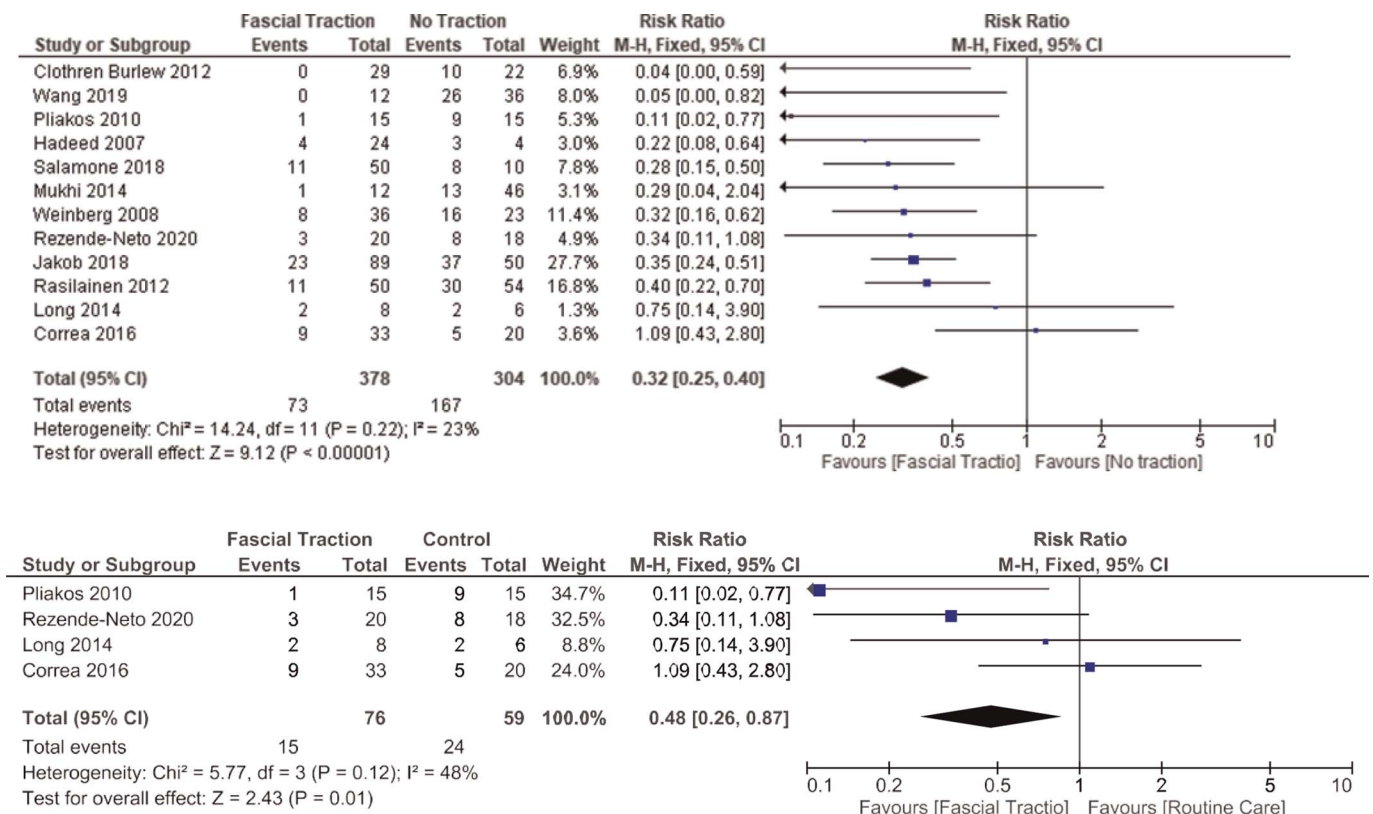 Fascial Traction No Traction Risk Ratio Risk Ratio
Study or Subgroup Events Total Events Total Weight M-H, Fixed, 95% CI M-H, Fixed, 95% CI
Clothren Burlew 2012 0 29 10 22 6.9% 0.04 [0.00, 0.59]
Wang 2019 0 12 26 36 8.0% 0.05 [0.00, 0.82]
Pliakos 2010 1 15 9 15 5.3% 0.11 [0.02, 0.77]
Hadeed 2007 4 24 3 4 3.0% 0.22 [0.08, 0.64]
Salamone 2018 11 50 8 10 7.8% 0.28 [0.15, 0.50]
Mukhi 2014 1 12 13 46 3.1% 0.29 [0.04, 2.04]
Weinberg 2008 8 36 16 23 11.4% 0.32 [0.16, 0.62]
Rezende-Neto 2020 3 20 8 18 4.9% 0.34 [0.11, 1.08]
Jakob 2018 23 89 37 50 27.7% 0.35 [0.24, 0.51]
Rasilainen 2012 11 50 30 54 16.8% 0.40 [0.22, 0.70]
Long 2014 2 8 2 6 1.3% 0.75 [0.14, 3.90]
Correa 2016 9 33 5 20 3.6% 1.09 [0.43, 2.80]
Total (95% CI) 378 304 100.0% 0.32 [0.25, 0.40]
Total events 73 167
Heterogeneity: Chi² = 14.24, df = 11 (P = 0.22); I² = 23%
Test for overall effect: Z = 9.12 (P < 0.00001)
0.1 0.2 0.5 1 2 5 10
Favours [Fascial Tractio] Favours [No traction]
Fascial Traction Control Risk Ratio Risk Ratio
Study or Subgroup Events Total Events Total Weight M-H, Fixed, 95% CI M-H, Fixed, 95% CI
Pliakos 2010 1 15 9 15 34.7% 0.11 [0.02, 0.77]
Rezende-Neto 2020 3 20 8 18 32.5% 0.34 [0.11, 1.08]
Long 2014 2 8 2 6 8.8% 0.75 [0.14, 3.90]
Correa 2016 9 33 5 20 24.0% 1.09 [0.43, 2.80]
Total (95% CI) 76 59 100.0% 0.48 [0.26, 0.87]
Total events 15 24
Heterogeneity: Chi² = 5.77, df = 3 (P = 0.12); I² = 48%
Test for overall effect: Z = 2.43 (P = 0.01)
0.1 0.2 0.5 1 2 5 10
Favours [Fascial Tractio] Favours [Routine Care]